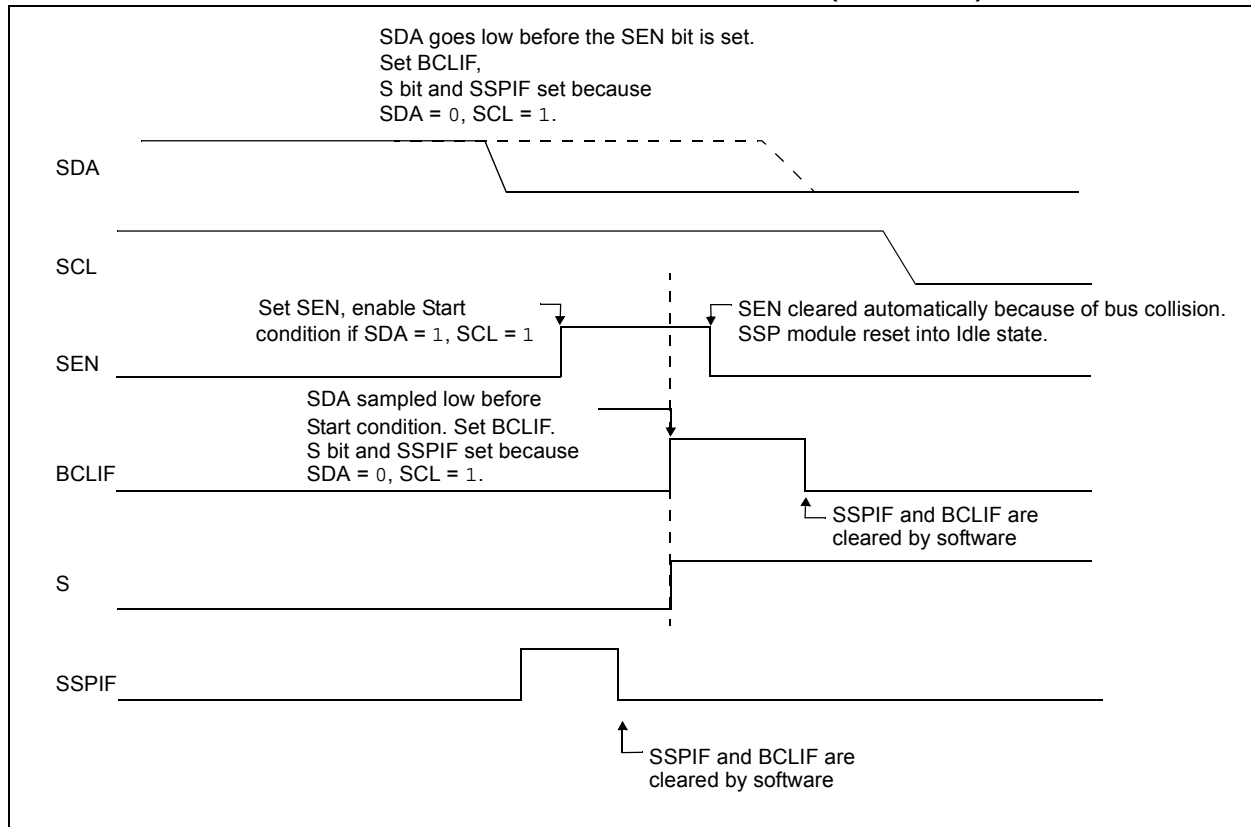 SDA goes low before the SEN bit is set.
Set BCLIF,
S bit and SSPIF set because
SDA = 0, SCL = 1.
SDA
SCL
Set SEN, enable Start
condition if SDA = 1, SCL = 1
SEN cleared automatically because of bus collision.
SSP module reset into Idle state.
SEN
SDA sampled low before
Start condition. Set BCLIF.
S bit and SSPIF set because
SDA = 0, SCL = 1.
BCLIF
SSPIF and BCLIF are
cleared by software
S
SSPIF
SSPIF and BCLIF are
cleared by software